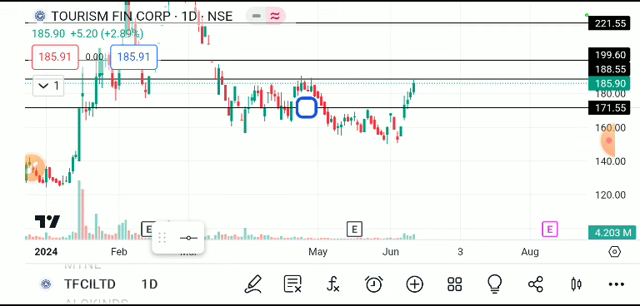 TOURISM FIN CORP · 1D · NSE
185.90 +5.20 (+2.89%)
185.91 0.00 185.91
1
221.55
199.60
188.55
185.90
180.00
171.55
160.00
140.00
120.00
E E E
4.203 M
2024 Feb May Jun 3 Aug
TFCILTD 1D